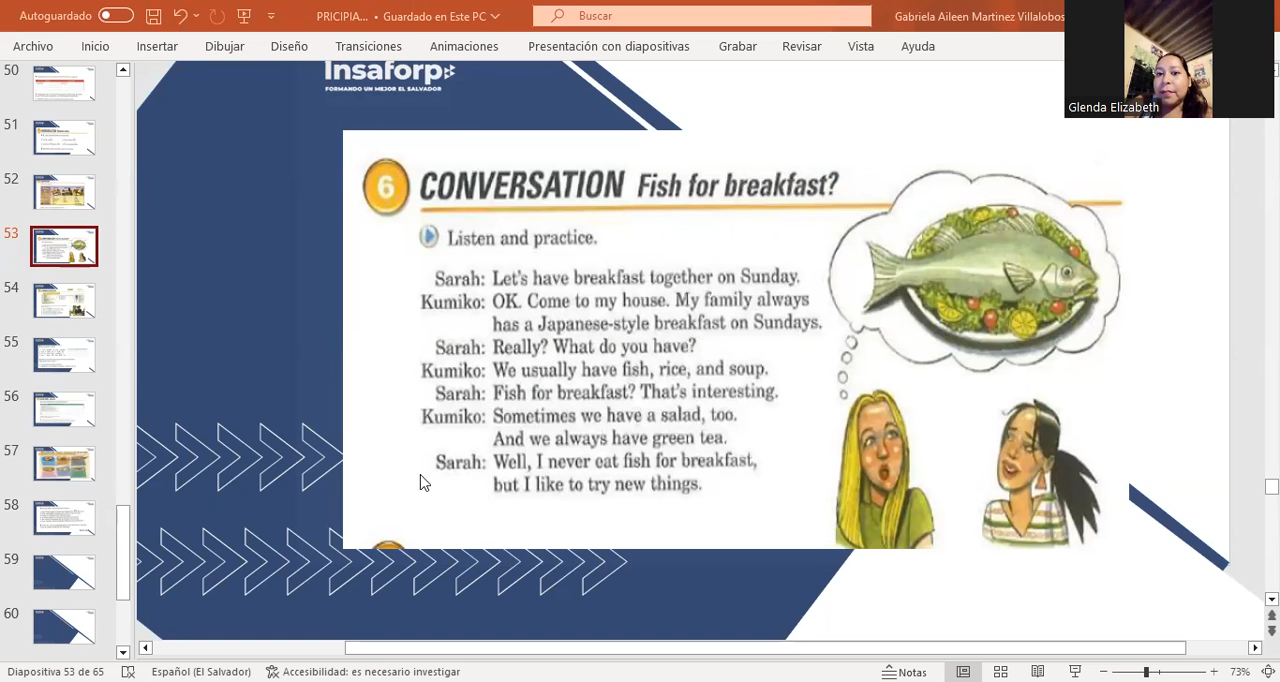 Autoguardado
PRICIPIA... • Guardado en Este PC
Buscar
Gabriela Aileen Martinez Villalobos
Archivo Inicio Insertar Dibujar Diseño Transiciones Animaciones Presentación con diapositivas Grabar Revisar Vista Ayuda
Glenda Elizabeth
50
51
52
53
54
55
56
57
58
59
60
Insaforp
FORMANDO UN MEJOR EL SALVADOR
6 CONVERSATION Fish for breakfast?
Listen and practice.
Sarah: Let's have breakfast together on Sunday.
Kumiko: OK. Come to my house. My family always
has a Japanese-style breakfast on Sundays.
Sarah: Really? What do you have?
Kumiko: We usually have fish, rice, and soup.
Sarah: Fish for breakfast? That's interesting.
Kumiko: Sometimes we have a salad, too.
And we always have green tea.
Sarah: Well, I never eat fish for breakfast,
but I like to try new things.
Diapositiva 53 de 65 Español (El Salvador) Accesibilidad: es necesario investigar Notas 73%